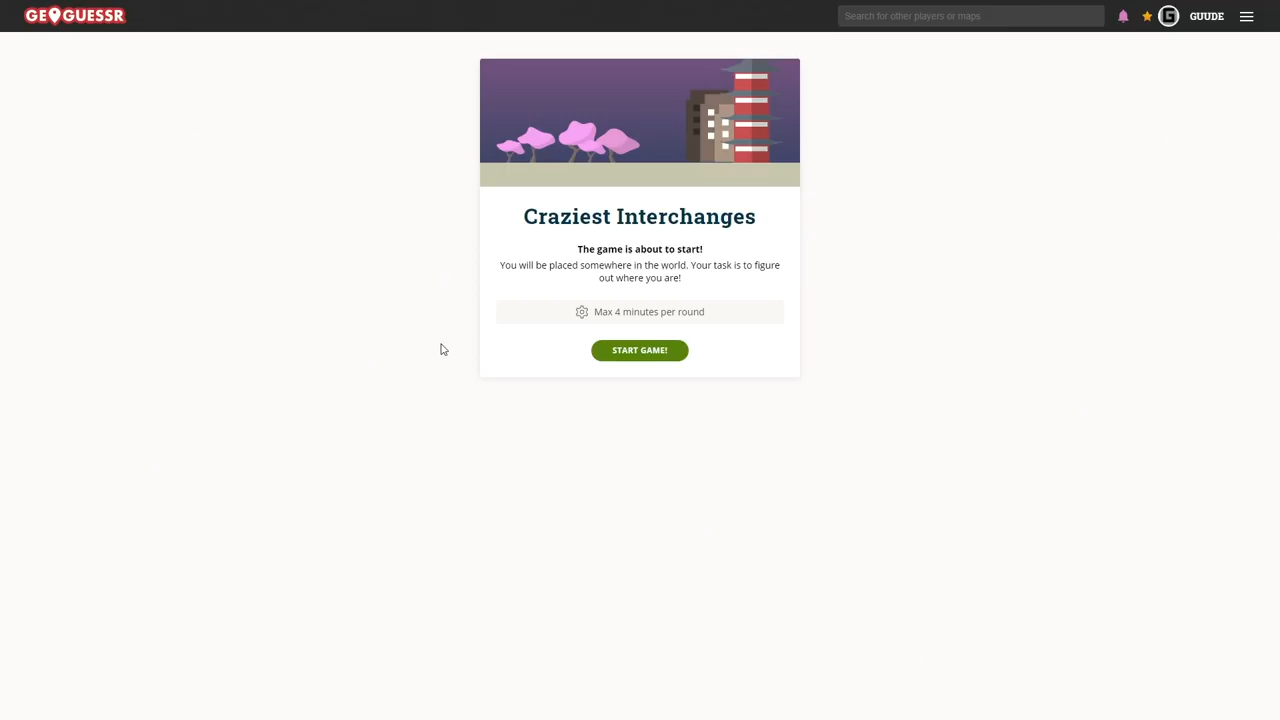 GEOGUESSR
Search for other players or maps
GUUDE
Craziest Interchanges
The game is about to start!
You will be placed somewhere in the world. Your task is to figure
out where you are!
Max 4 minutes per round
START GAME!